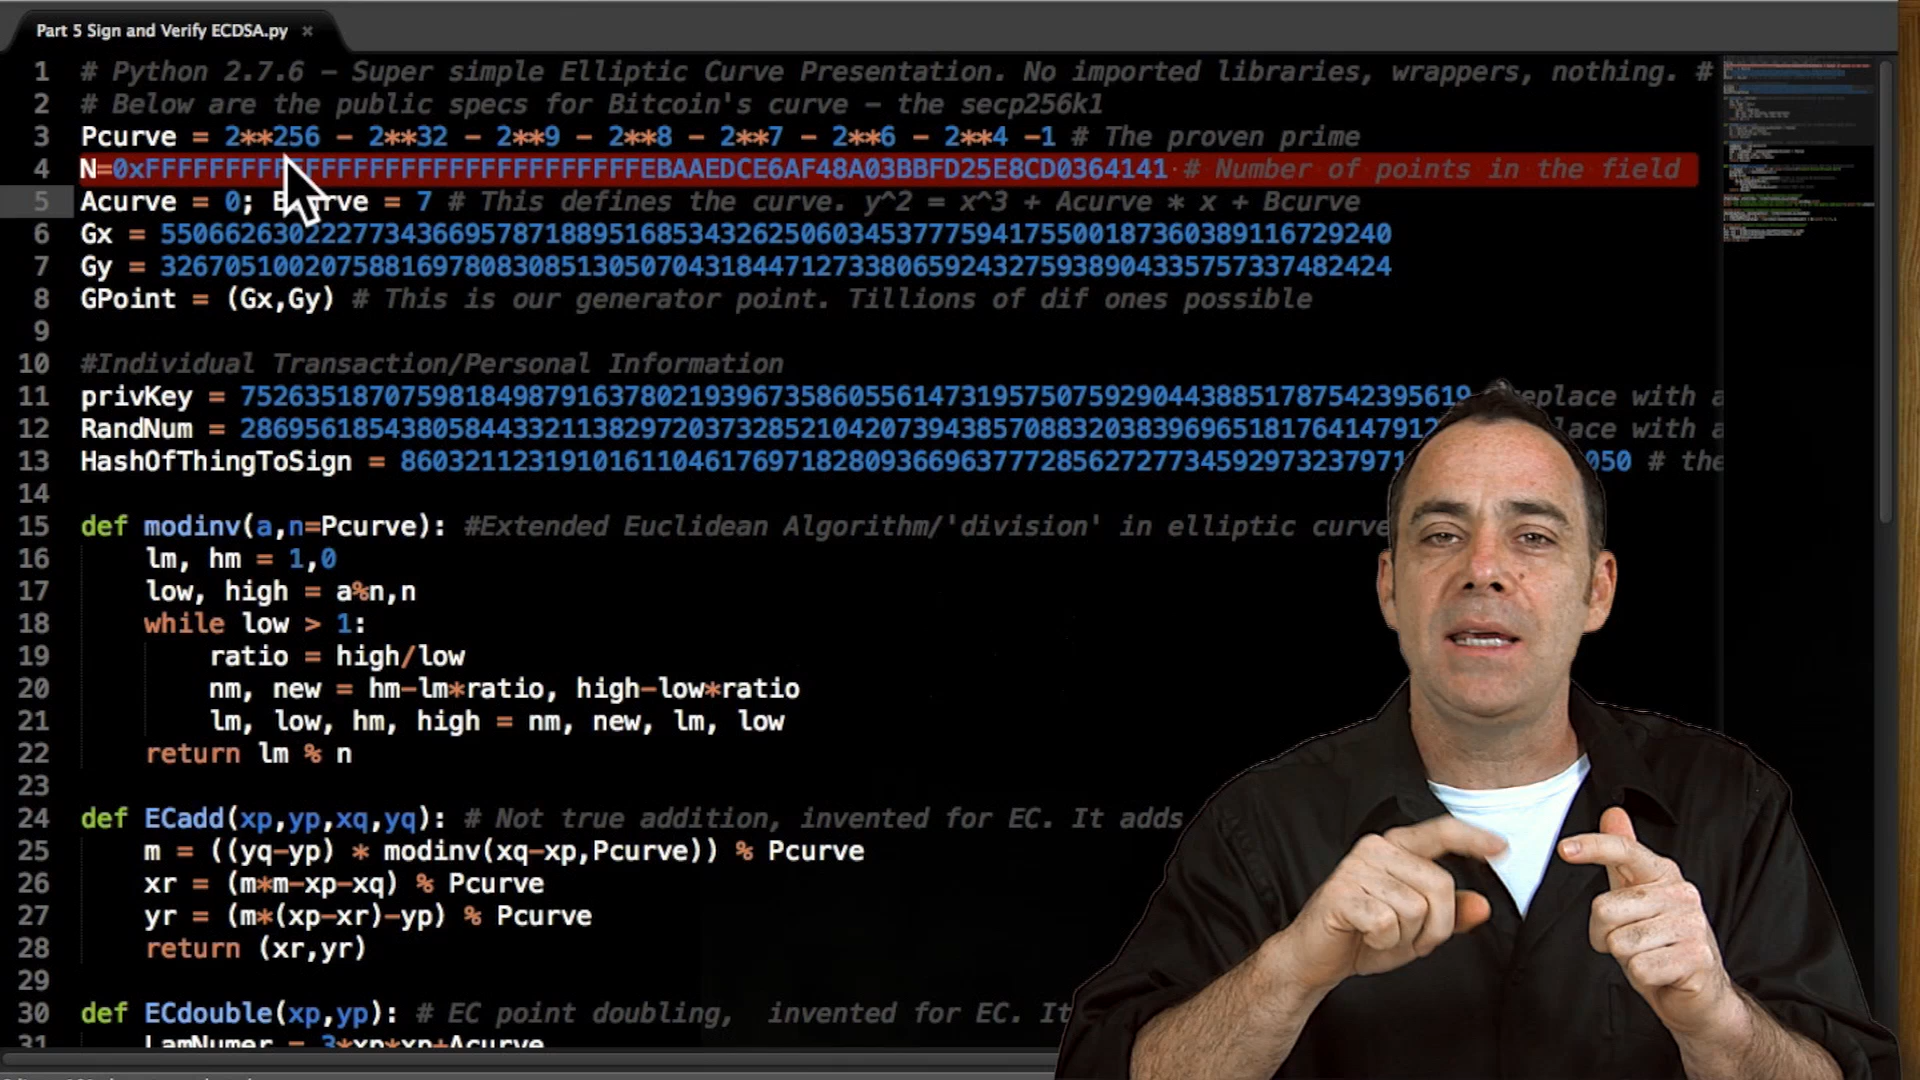 Part 5 Sign and Verify ECDSA.py ×
1 # Python 2.7.6 - Super simple Elliptic Curve Presentation. No imported libraries, wrappers, nothing. #
2 # Below are the public specs for Bitcoin's curve - the secp256k1
3 Pcurve = 2**256 - 2**32 - 2**9 - 2**8 - 2**7 - 2**6 - 2**4 -1 # The proven prime
4 N=0xFFFFFFFFFFFFFFFFFFFFFFFFFFFFFFFEBAAEDCE6AF48A03BBFD25E8CD0364141 # Number of points in the field
5 Acurve = 0; = 7 # This defines the curve. y^2 = x^3 + Acurve * x + Bcurve
6 Gx = 55066263022277343669578718895168534326250603453777594175500187360389116729240
7 Gy = 32670510020758816978083085130507043184471273380659243275938904335757337482424
8 GPoint = (Gx,Gy) # This is our generator point. Tillions of dif ones possible
9
10 #Individual Transaction/Personal Information
11 privKey = 75263518707598184987916378021939673586055614731957507592904438851787542395619
12 RandNum = 
13 HashOfThingToSign = # the
14
15 def modinv(a,n=Pcurve): #Extended Euclidean Algorithm/'division' in elliptic curve
16 lm, hm = 1,0
17 low, high = a%n,n
18 while low > 1:
19 ratio = high/low
20 nm, new = hm-lm*ratio, high-low*ratio
21 lm, low, hm, high = nm, new, lm, low
22 return lm % n
23
24 def ECadd(xp,yp,xq,yq): # Not true addition, invented for EC. It adds
25 m = ((yq-yp) * modinv(xq-xp,Pcurve)) % Pcurve
26 xr = (m*m-xp-xq) % Pcurve
27 yr = (m*(xp-xr)-yp) % Pcurve
28 return (xr,yr)
29
30 def ECdouble(xp,yp): # EC point doubling, invented for EC. It
31 LamNumer = 3*xp*xp+Acurve